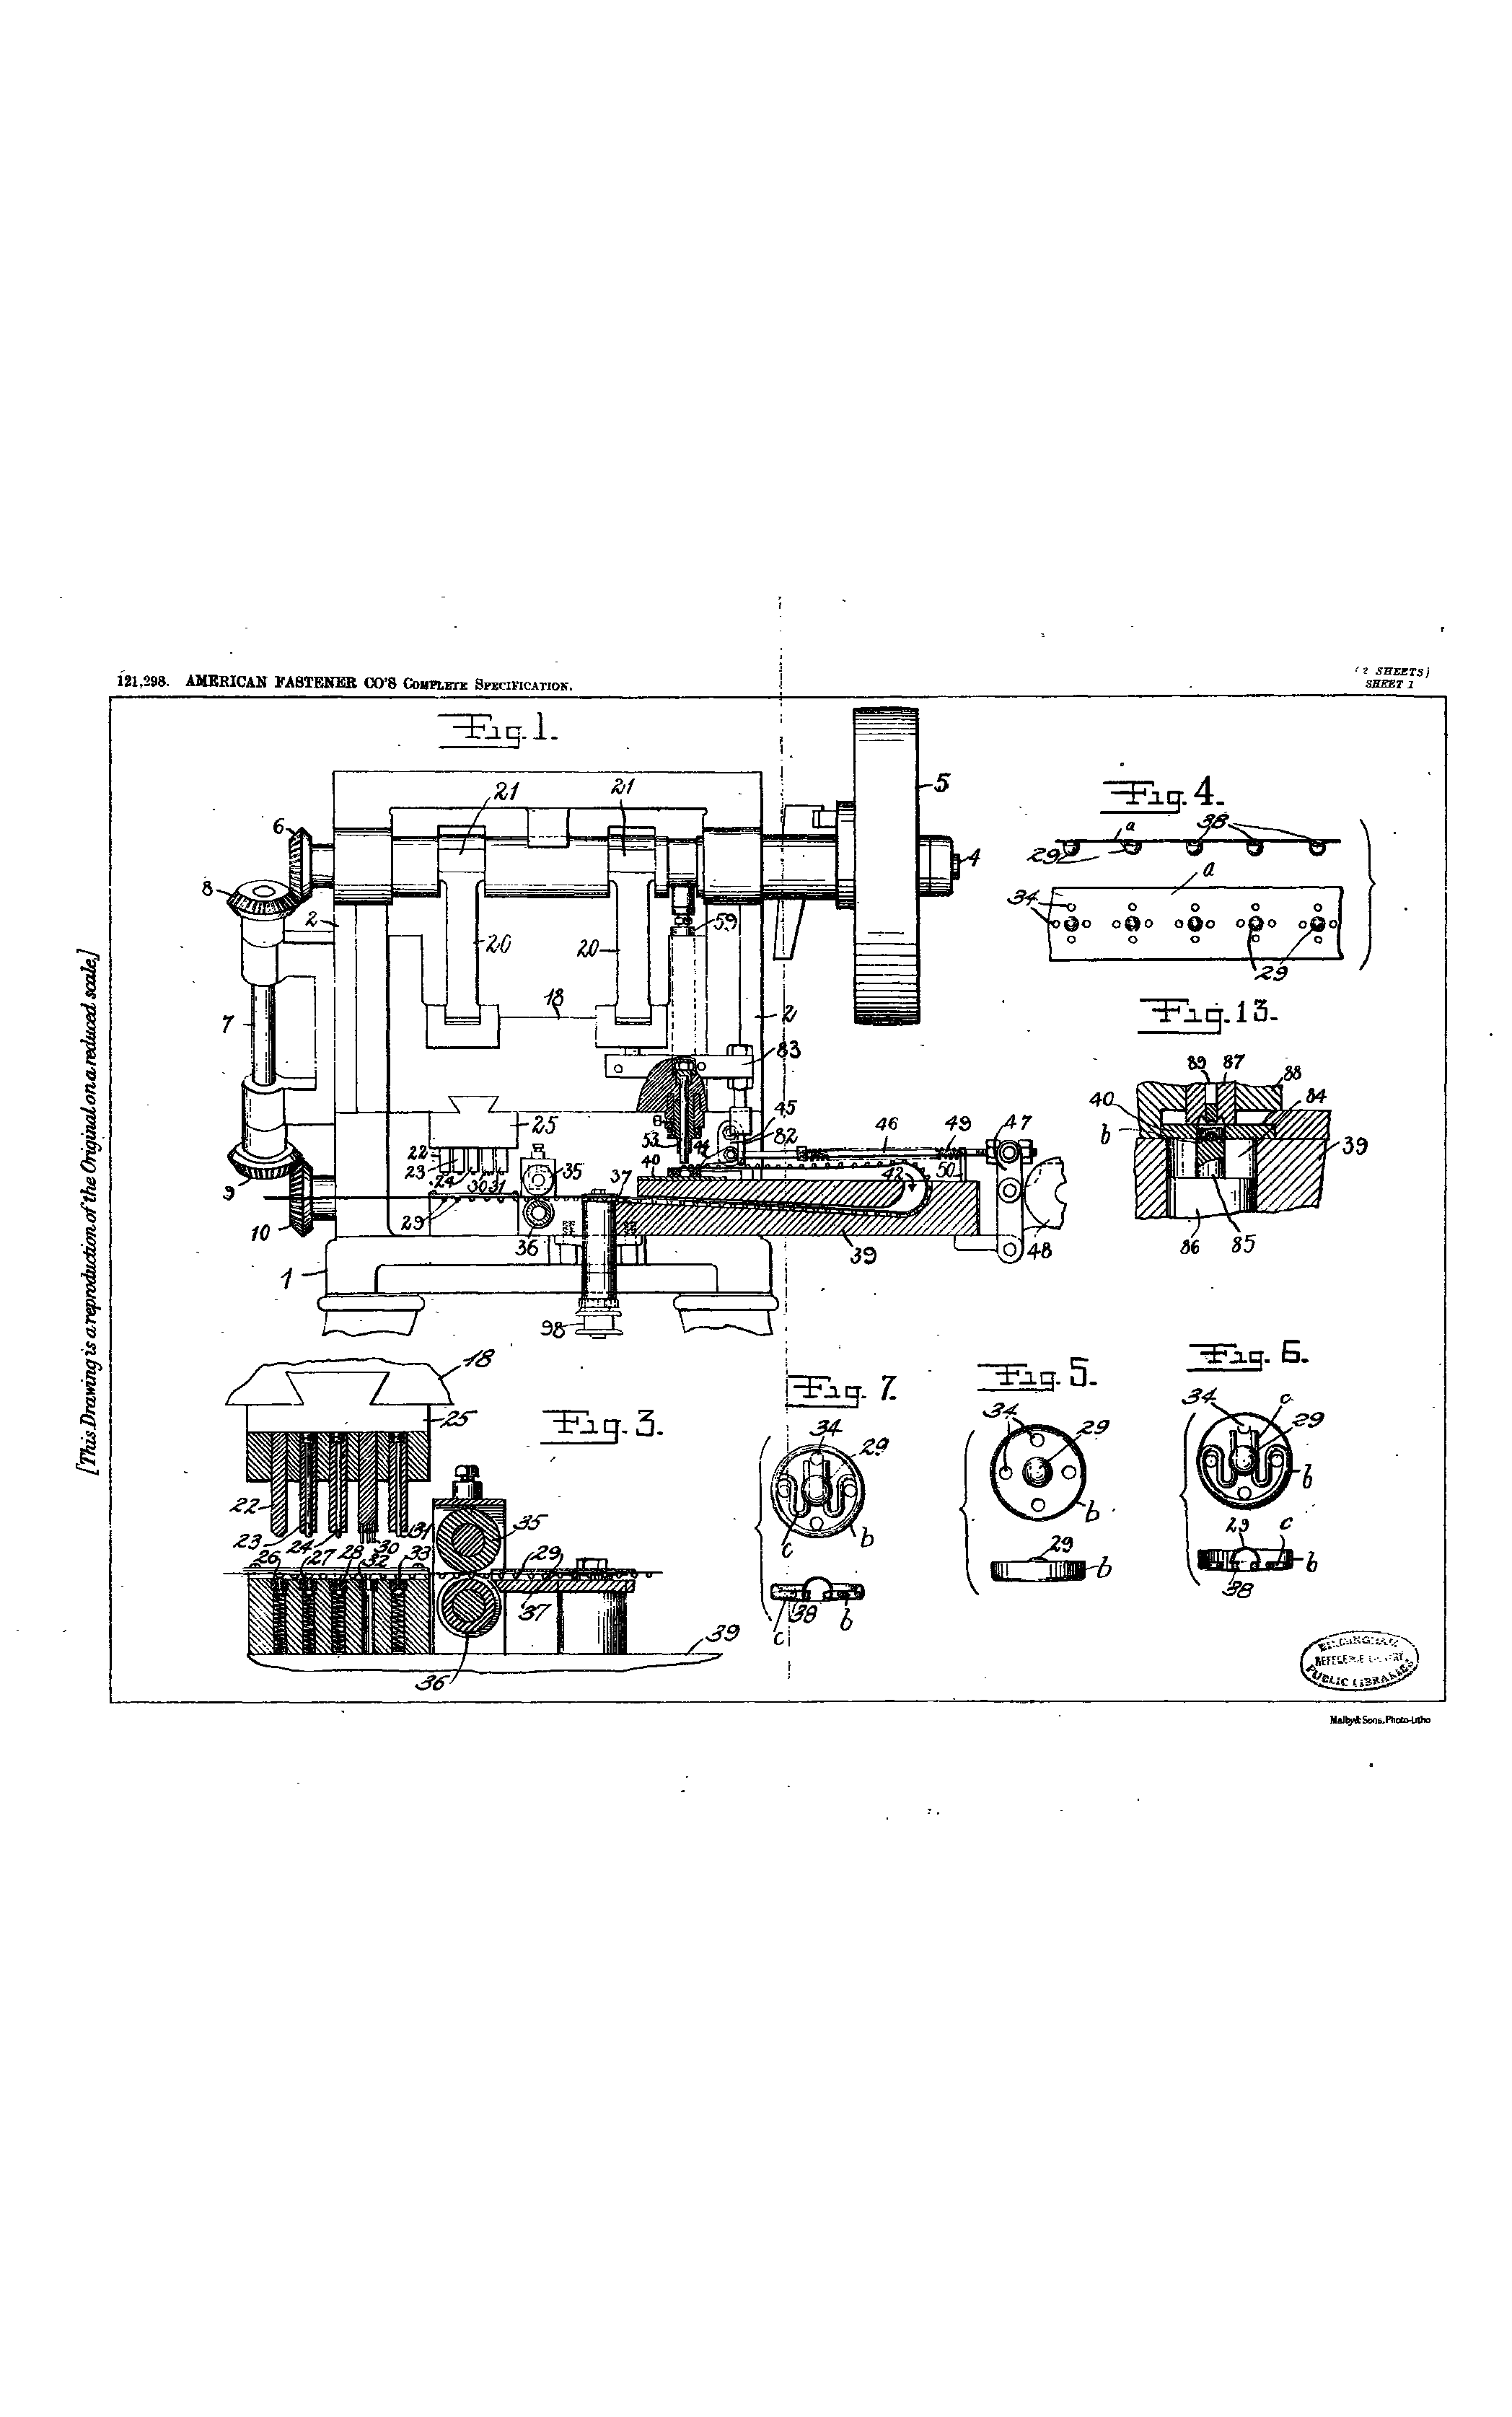 121,298. AMERICAN FASTENER CO'S COMPLETE SPECIFICATION.
(2 SHEETS)
SHEET 1
[This Drawing is a reproduction of the Original on a reduced scale.]
Fig. 1.
21
21
5
6
4
8
2
59
20
20
18
7
2
83
25
45
82
46
49
47
53
44
22
23
24
30
31
35
37
40
42
50
9
29
10
36
39
48
1
98
Fig. 4.
a
38
29
a
34
29
Fig. 13.
89
87
88
84
40
b
39
86
85
18
25
Fig. 3.
22
23
24
30
31
35
26
27
28
32
33
29
37
39
36
Fig. 7.
34
29
c
b
38
c
b
Fig. 5.
34
29
b
29
b
Fig. 6.
34
c
29
b
29
c
b
38
REFERENCE
PUBLIC LIBRARIES.
Malby & Sons, Photo-Litho